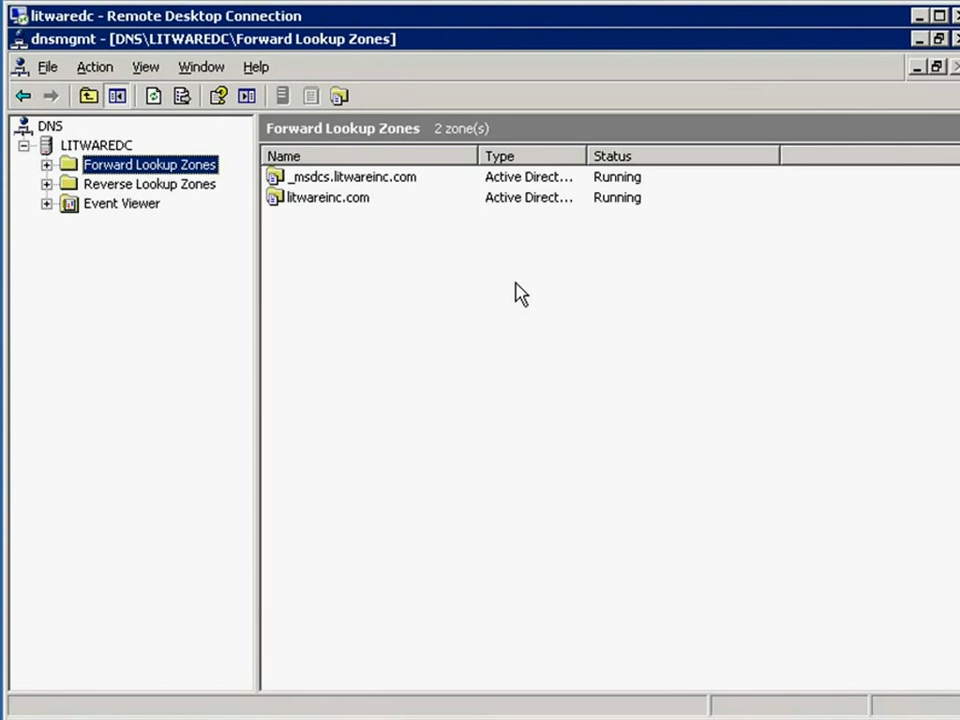 litwaredc - Remote Desktop Connection
dnsmgmt - [DNS\LITWAREDC\Forward Lookup Zones]
File Action View Window Help
DNS
LITWAREDC
Forward Lookup Zones
Reverse Lookup Zones
Event Viewer
Forward Lookup Zones 2 zone(s)
Name Type Status
_msdcs.litwareinc.com Active Direct... Running
litwareinc.com Active Direct... Running